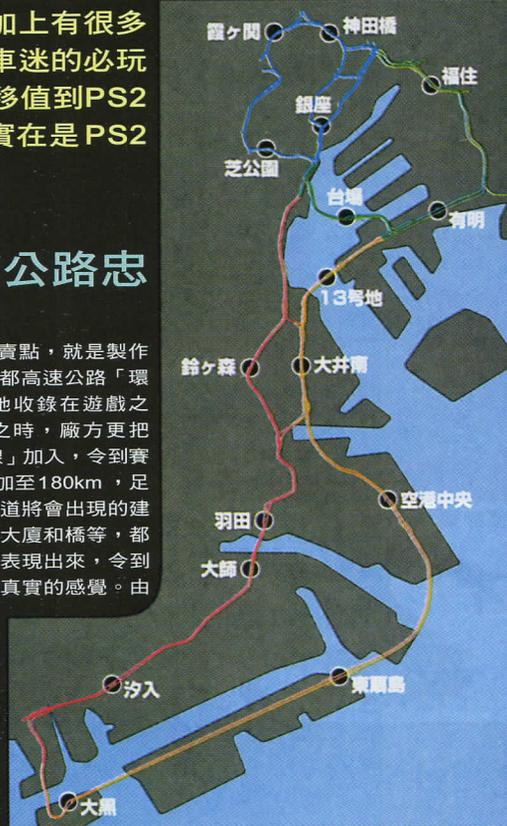 加上有很多
車迷的必玩
移值到PS2
實在是PS2
公路忠
賣點，就是製作
都高速公路「環
地收錄在遊戲之
之時，廠方更把
線」加入，令到賽
加至180km，足
道將會出現的建
大廈和橋等，都
表現出來，令到
真實的感覺。由
霞ヶ関
神田橋
福住
銀座
芝公園
台場
有明
13号地
鈴ヶ森
大井南
空港中央
羽田
大師
汐入
東扇島
大黒